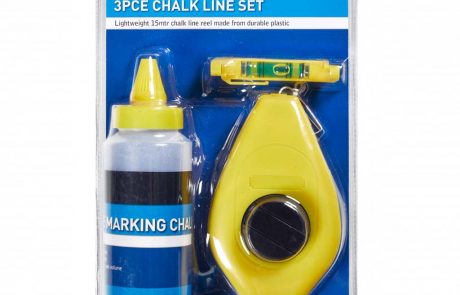 3PCE CHALK LINE SET
Lightweight 15mtr chalk line reel made from durable plastic
MARKING CHAL